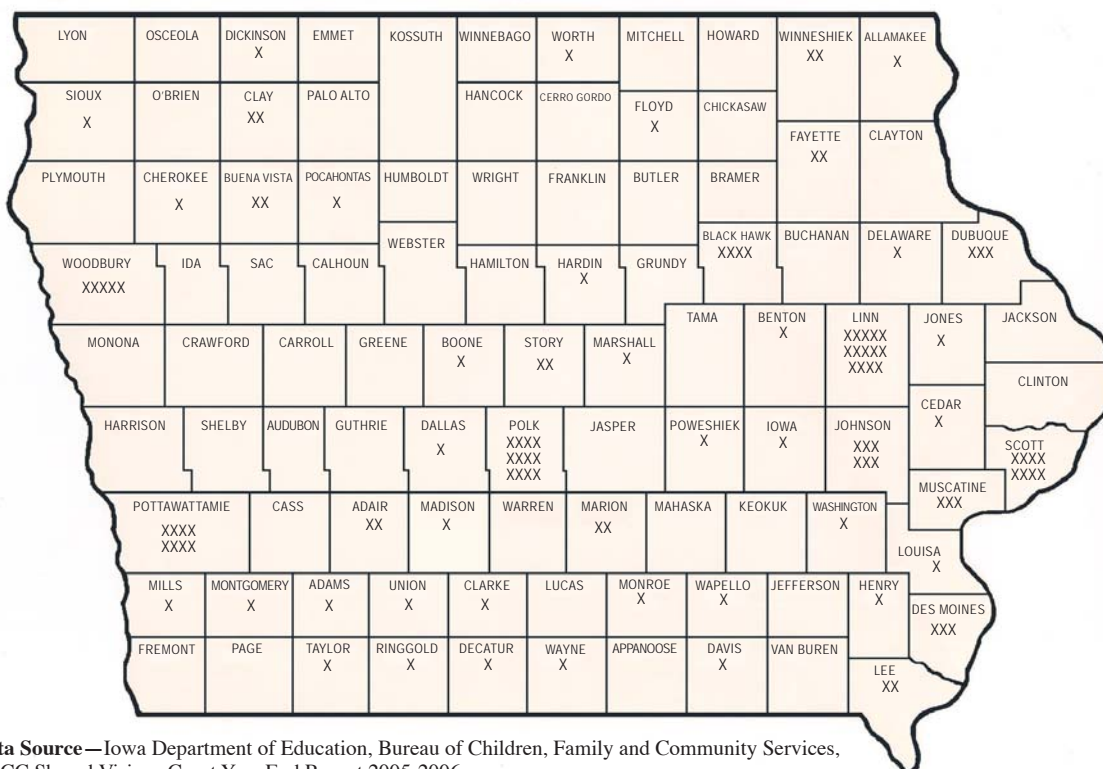 LYON OSCEOLA DICKINSON EMMET KOSSUTH WINNEBAGO WORTH MITCHELL HOWARD WINNESHIEK ALLAMAKEE
X X XX X
SIOUX O'BRIEN CLAY PALO ALTO HANCOCK CERRO GORDO FLOYD CHICKASAW
X XX X
FAYETTE CLAYTON
XX
PLYMOUTH CHEROKEE BUENA VISTA POCAHONTAS HUMBOLDT WRIGHT FRANKLIN BUTLER BRAMER
X XX X
WEBSTER BLACK HAWK BUCHANAN DELAWARE DUBUQUE
XXXX X XXX
WOODBURY IDA SAC CALHOUN HAMILTON HARDIN GRUNDY
XXXXX X
TAMA BENTON LINN JONES JACKSON
X XXXXX X
XXXXX
XXXX
MONONA CRAWFORD CARROLL GREENE BOONE STORY MARSHALL
X XX X
CLINTON
CEDAR
X
HARRISON SHELBY AUDUBON GUTHRIE DALLAS POLK JASPER POWESHIEK IOWA JOHNSON
X XXXX X X XXX
XXXX XXX
XXXX
SCOTT
XXXX
XXXX
MUSCATINE
XXX
POTTAWATTAMIE CASS ADAIR MADISON WARREN MARION MAHASKA KEOKUK WASHINGTON
XXXX XX X XX X
XXXX
LOUISA
X
MILLS MONTGOMERY ADAMS UNION CLARKE LUCAS MONROE WAPELLO JEFFERSON HENRY
X X X X X X X X
DES MOINES
XXX
FREMONT PAGE TAYLOR RINGGOLD DECATUR WAYNE APPANOOSE DAVIS VAN BUREN
X X X X X
LEE
XX
ta Source—Iowa Department of Education, Bureau of Children, Family and Community Services,